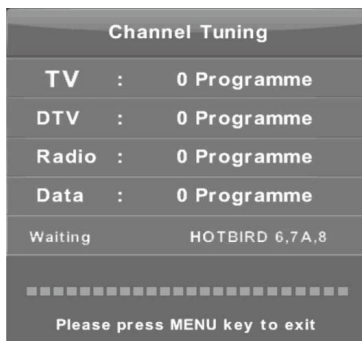 Channel Tuning
TV : 0 Programme
DTV : 0 Programme
Radio : 0 Programme
Data : 0 Programme
Waiting HOTBIRD 6,7A,8
Please press MENU key to exit